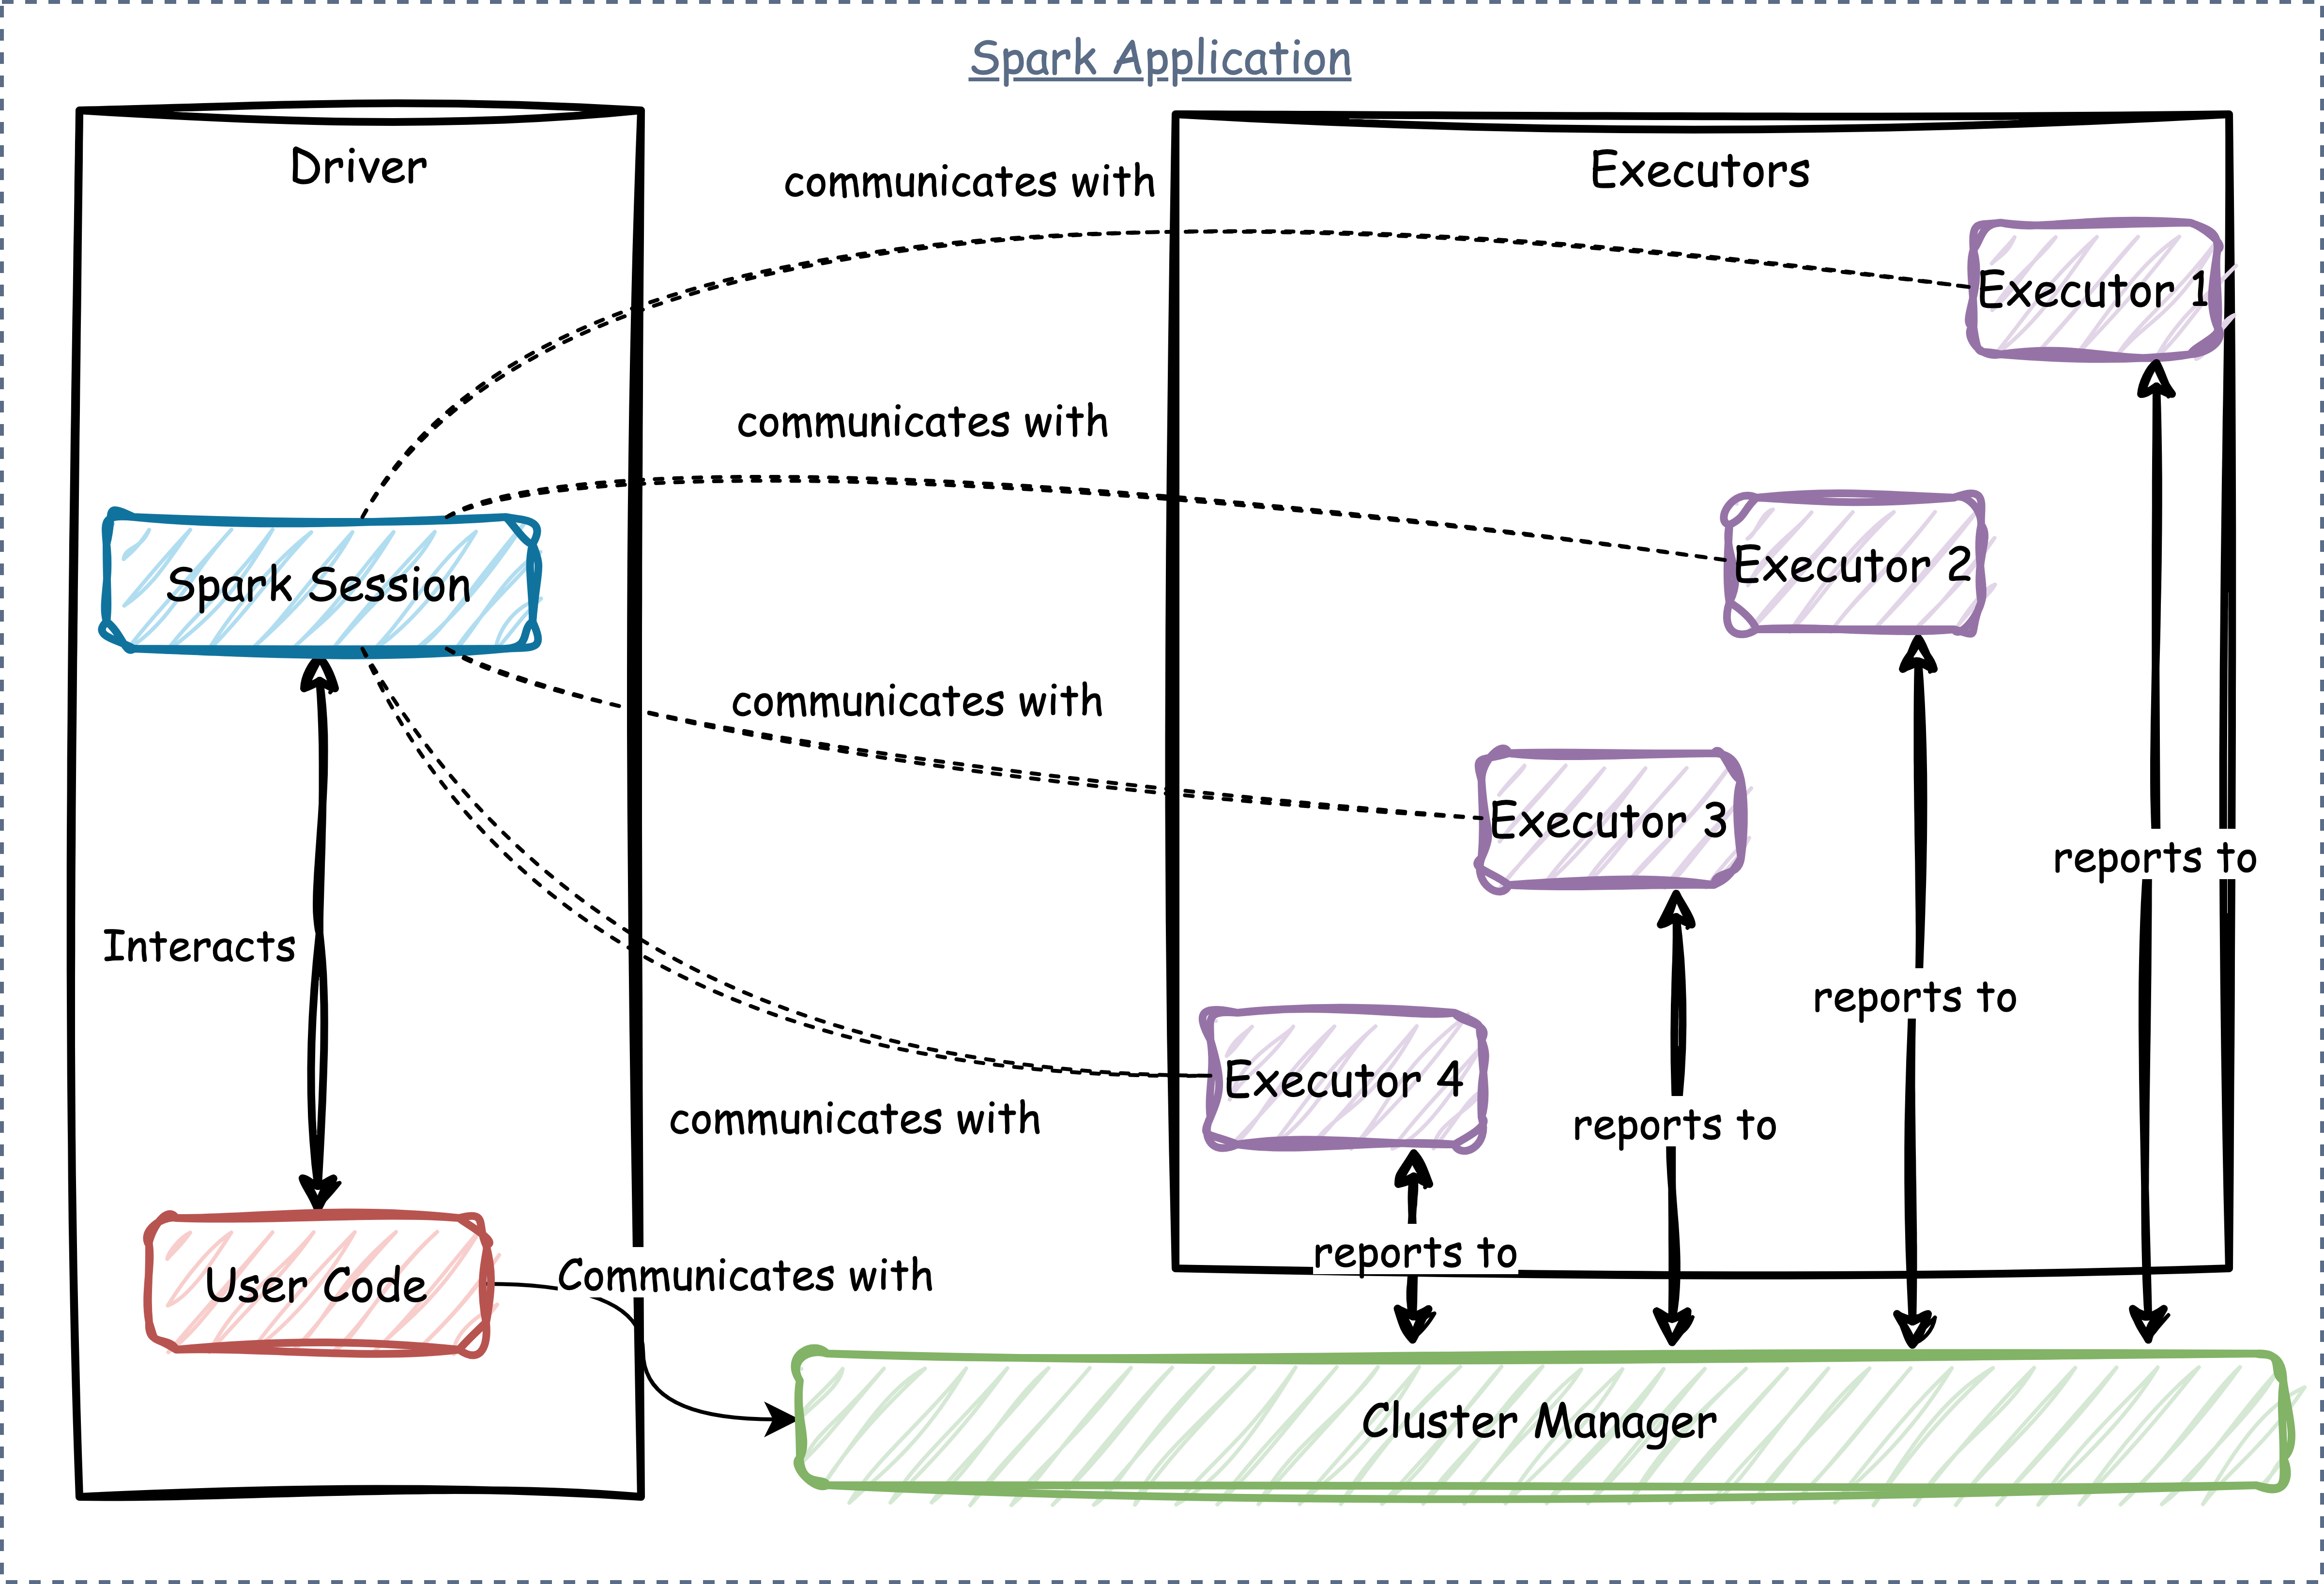 Spark Application
Driver
Executors
communicates with
Executor 1
communicates with
Executor 2
Spark Session
communicates with
Executor 3
reports to
Interacts
reports to
Executor 4
communicates with
reports to
reports to
User Code
Communicates with
Cluster Manager